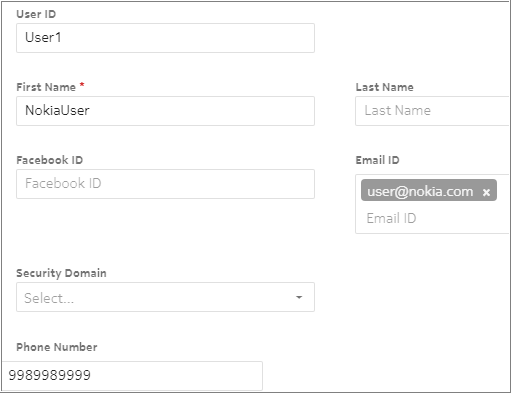 User ID
User1
First Name *
Last Name
NokiaUser
Last Name
Facebook ID
Email ID
Facebook ID
user@nokia.com ×
Email ID
Security Domain
Select...
Phone Number
9989989999